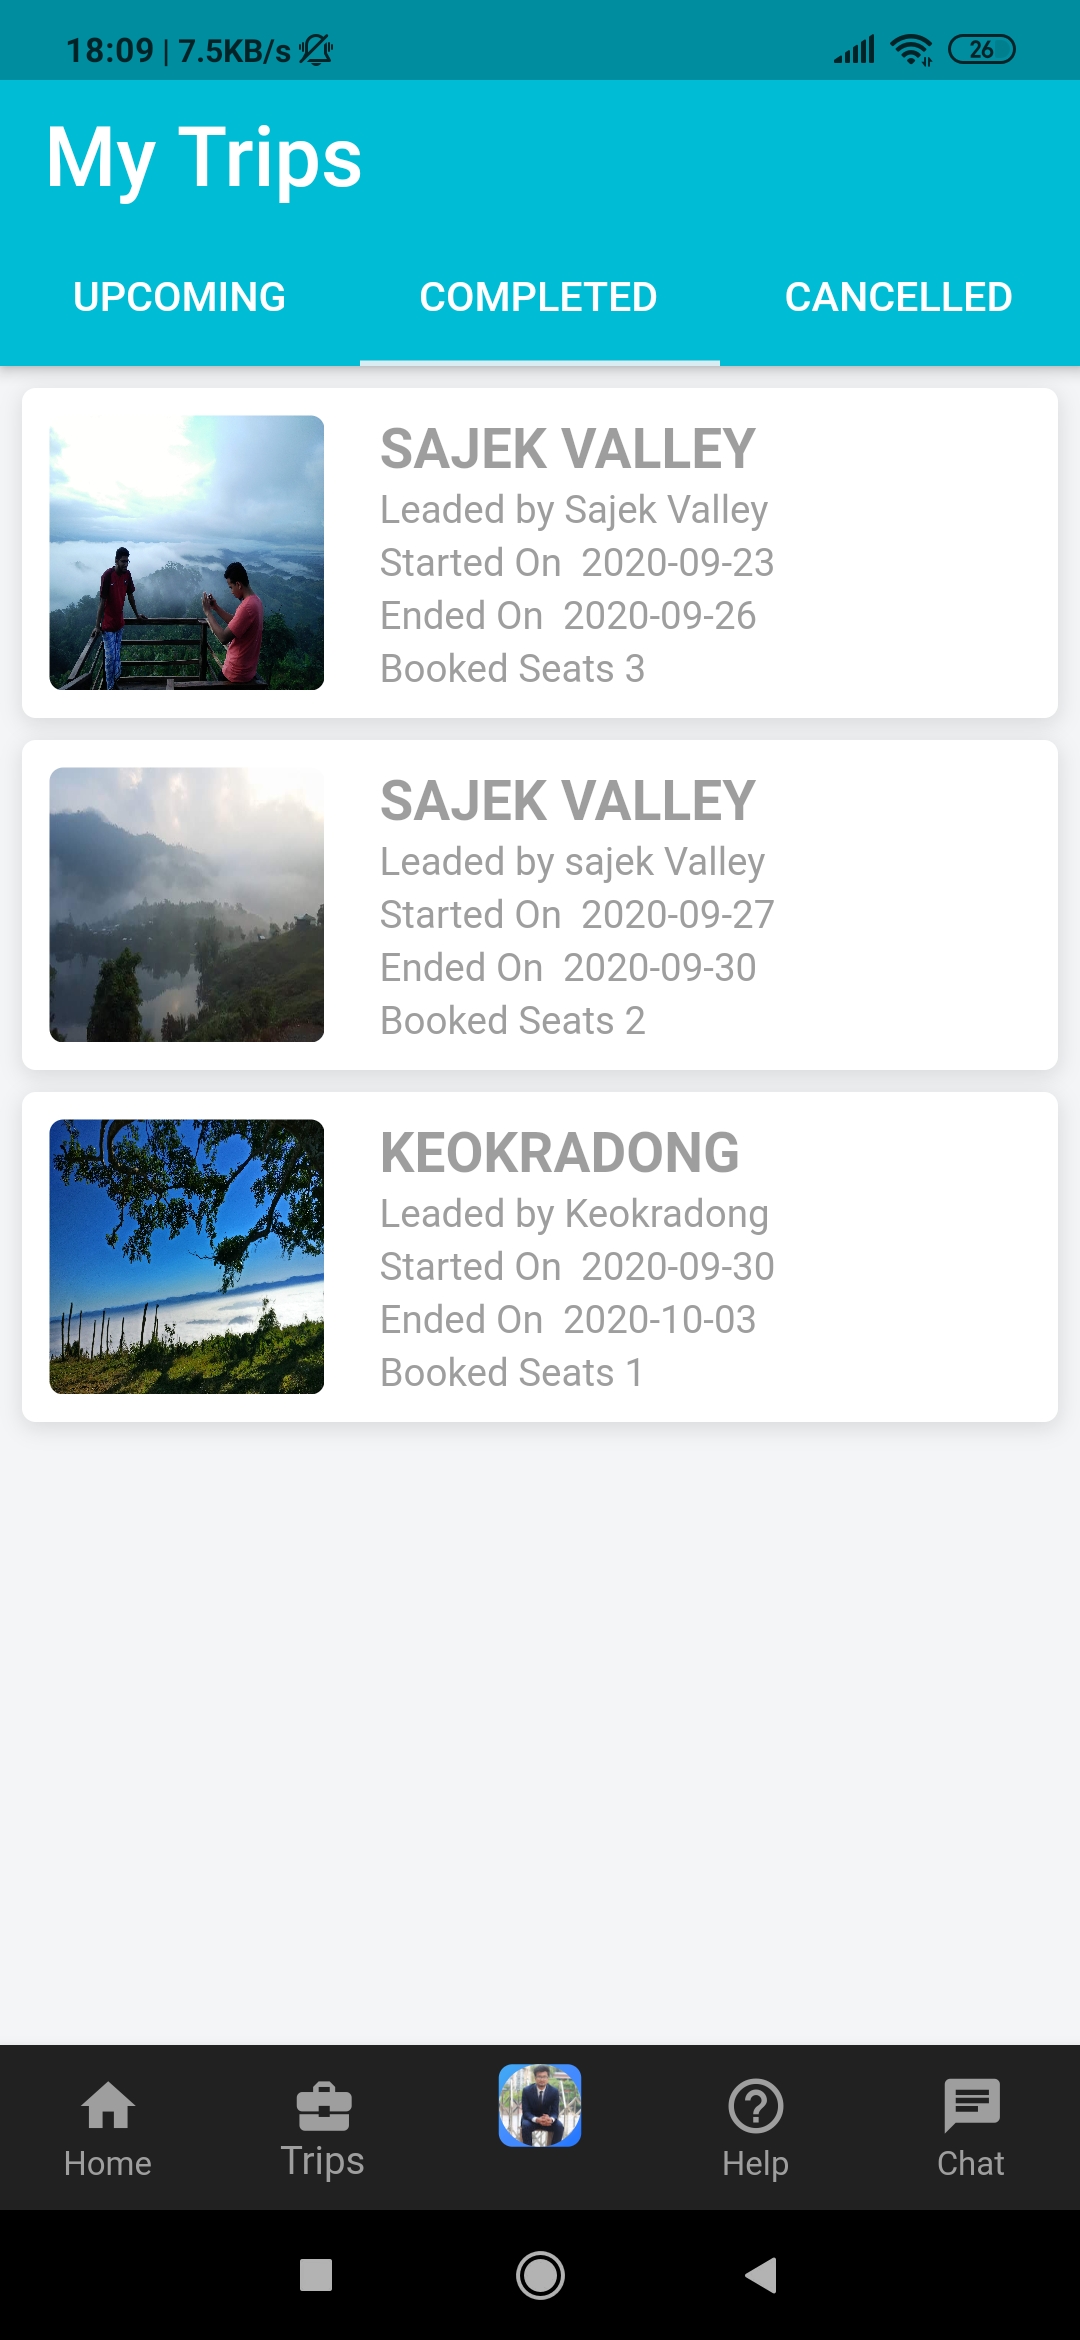 18:09 | 7.5KB/s 26
My Trips
UPCOMING COMPLETED CANCELLED
SAJEK VALLEY
Leaded by Sajek Valley
Started On 2020-09-23
Ended On 2020-09-26
Booked Seats 3
SAJEK VALLEY
Leaded by sajek Valley
Started On 2020-09-27
Ended On 2020-09-30
Booked Seats 2
KEOKRADONG
Leaded by Keokradong
Started On 2020-09-30
Ended On 2020-10-03
Booked Seats 1
Home Trips Help Chat